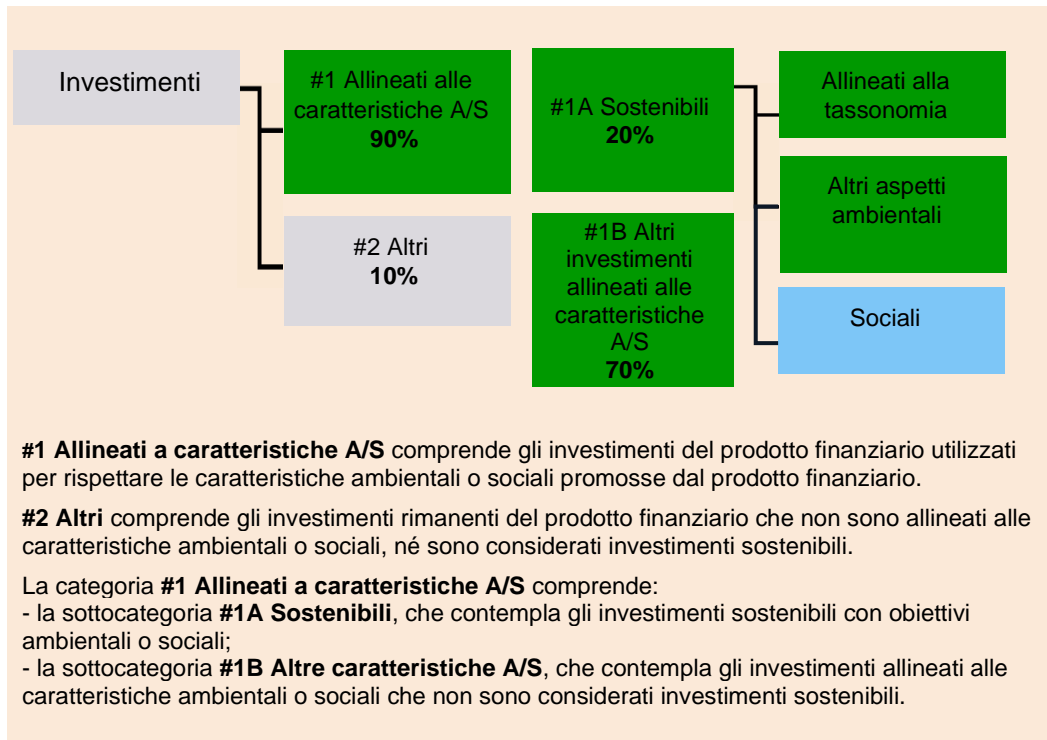 Investimenti
#1 Allineati alle
caratteristiche A/S
90%
#2 Altri
10%
#1A Sostenibili
20%
#1B Altri
investimenti
allineati alle
caratteristiche
A/S
70%
Allineati alla
tassonomia
Altri aspetti
ambientali
Sociali
#1 Allineati a caratteristiche A/S comprende gli investimenti del prodotto finanziario utilizzati
per rispettare le caratteristiche ambientali o sociali promosse dal prodotto finanziario.
#2 Altri comprende gli investimenti rimanenti del prodotto finanziario che non sono allineati alle
caratteristiche ambientali o sociali, né sono considerati investimenti sostenibili.
La categoria #1 Allineati a caratteristiche A/S comprende:
- la sottocategoria #1A Sostenibili, che contempla gli investimenti sostenibili con obiettivi
ambientali o sociali;
- la sottocategoria #1B Altre caratteristiche A/S, che contempla gli investimenti allineati alle
caratteristiche ambientali o sociali che non sono considerati investimenti sostenibili.